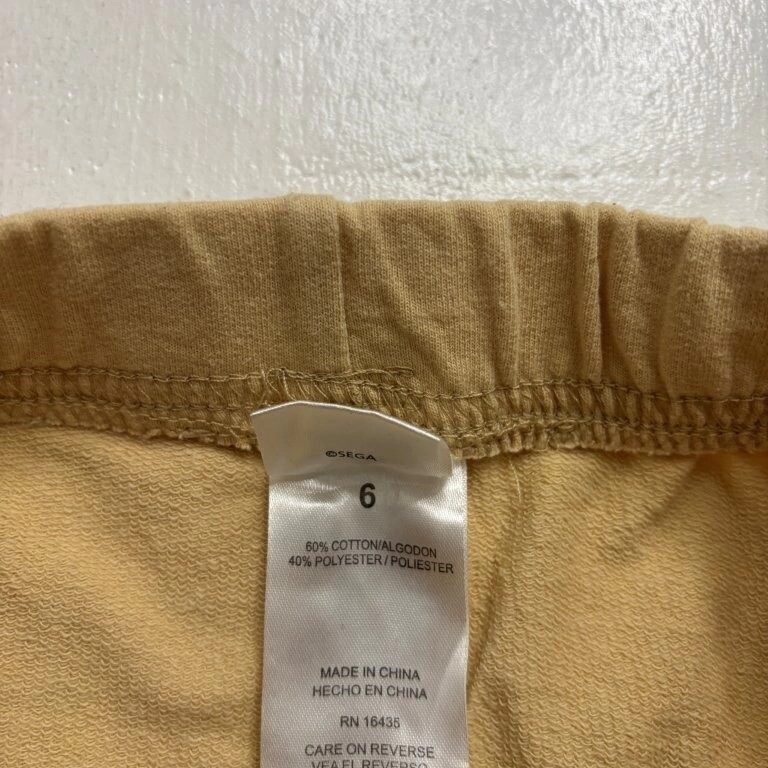 ©SEGA
6
60% COTTON/ALGODON
40% POLYESTER / POLIESTER
MADE IN CHINA
HECHO EN CHINA
RN 16435
CARE ON REVERSE
VEA EL REVERSO